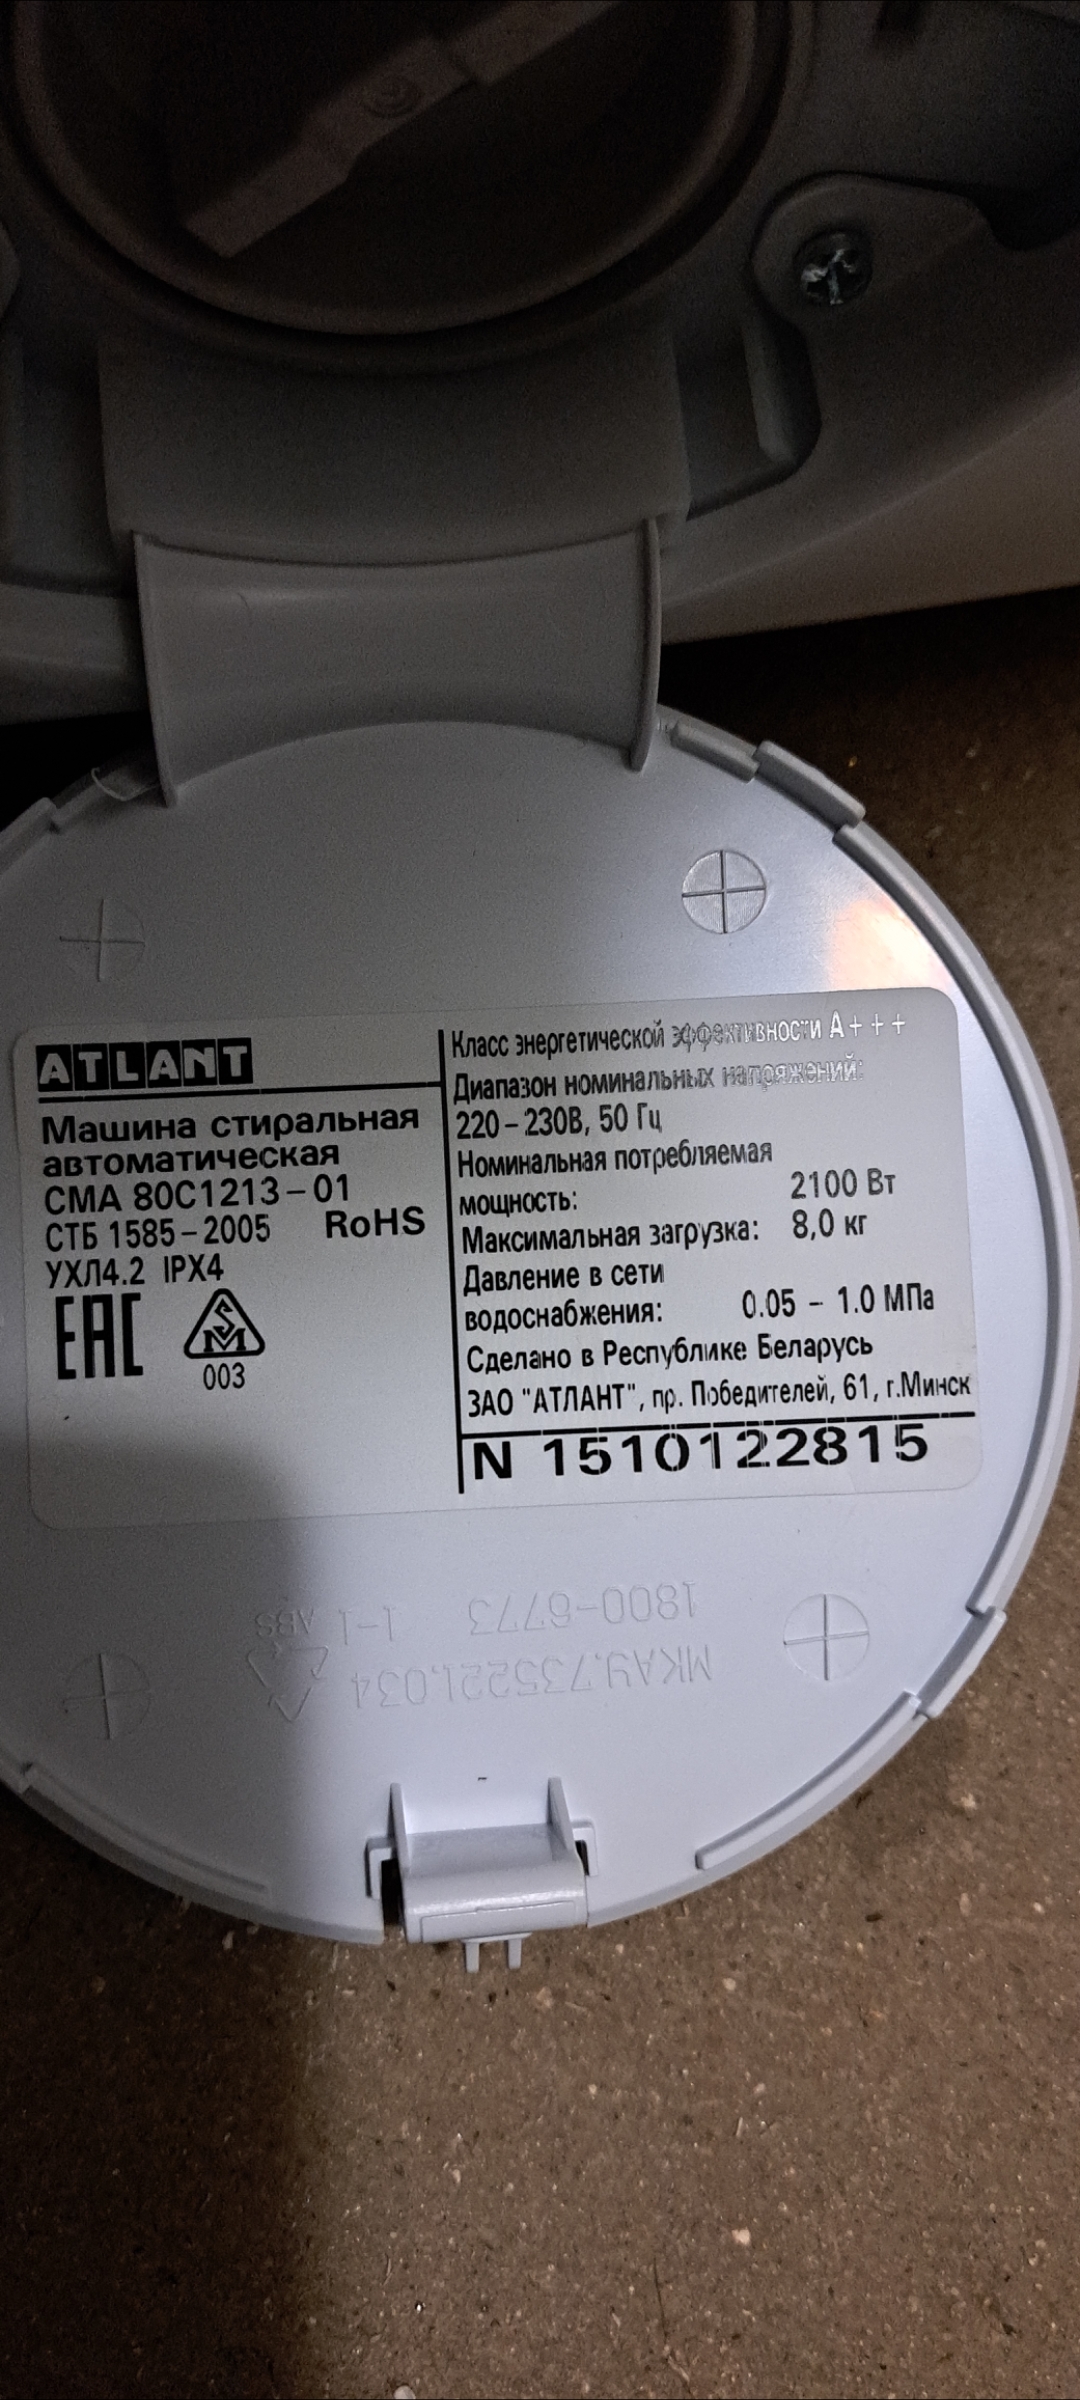 ATLANT
Машина стиральная
автоматическая
СМА 80С1213-01
СТБ 1585-2005 RoHS
УХЛ4.2 IPX4
EAC
003
Класс энергетической эффективности А+++
Диапазон номинальных напряжений:
220-230В, 50 Гц
Номинальная потребляемая
мощность: 2100 Вт
Максимальная загрузка: 8,0 кг
Давление в сети
водоснабжения: 0.05 - 1.0 МПа
Сделано в Республике Беларусь
ЗАО "АТЛАНТ", пр. Победителей, 61, г.Минск
N 1510122815
МКАУ.735221.034
1800-6773 1-1 ABS